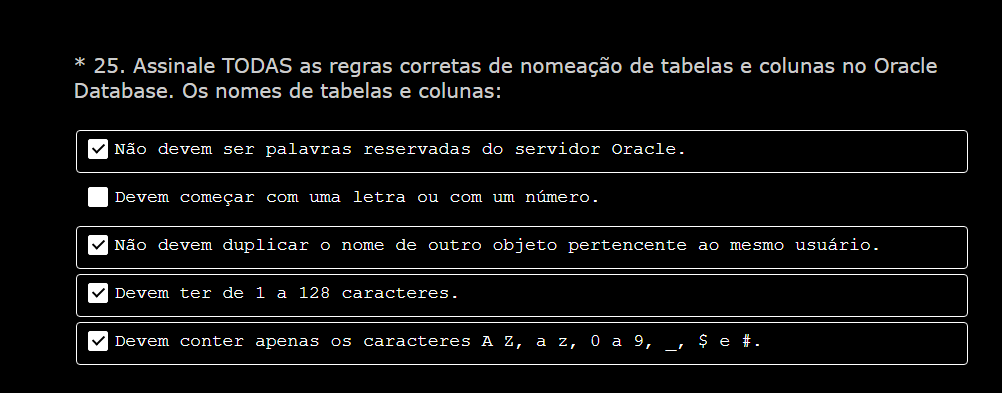 * 25. Assinale TODAS as regras corretas de nomeação de tabelas e colunas no Oracle
Database. Os nomes de tabelas e colunas:
Não devem ser palavras reservadas do servidor Oracle.
Devem começar com uma letra ou com um número.
Não devem duplicar o nome de outro objeto pertencente ao mesmo usuário.
Devem ter de 1 a 128 caracteres.
Devem conter apenas os caracteres A Z, a z, 0 a 9, _, $ e #.